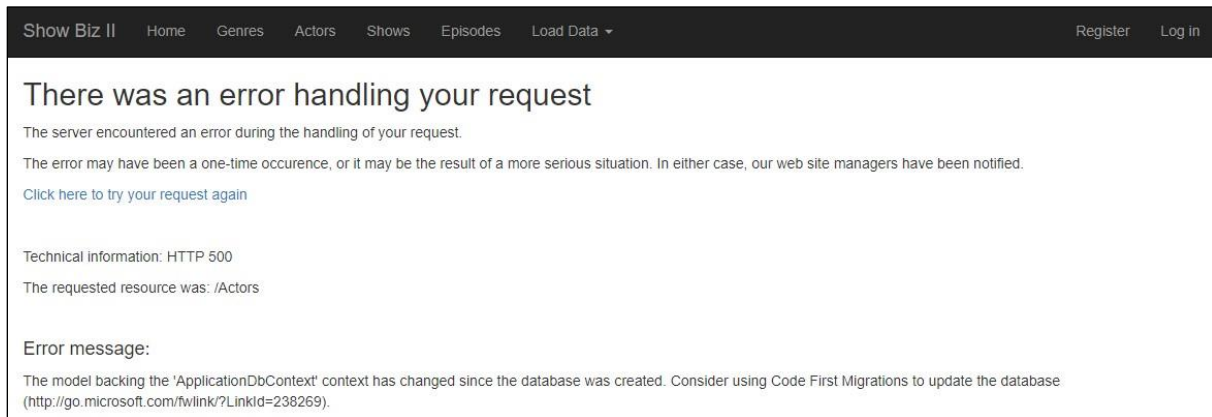 Show Biz II Home Genres Actors Shows Episodes Load Data Register Log in
There was an error handling your request
The server encountered an error during the handling of your request.
The error may have been a one-time occurence, or it may be the result of a more serious situation. In either case, our web site managers have been notified.
Click here to try your request again
Technical information: HTTP 500
The requested resource was: /Actors
Error message:
The model backing the 'ApplicationDbContext' context has changed since the database was created. Consider using Code First Migrations to update the database
(http://go.microsoft.com/fwlink/?LinkId=238269).